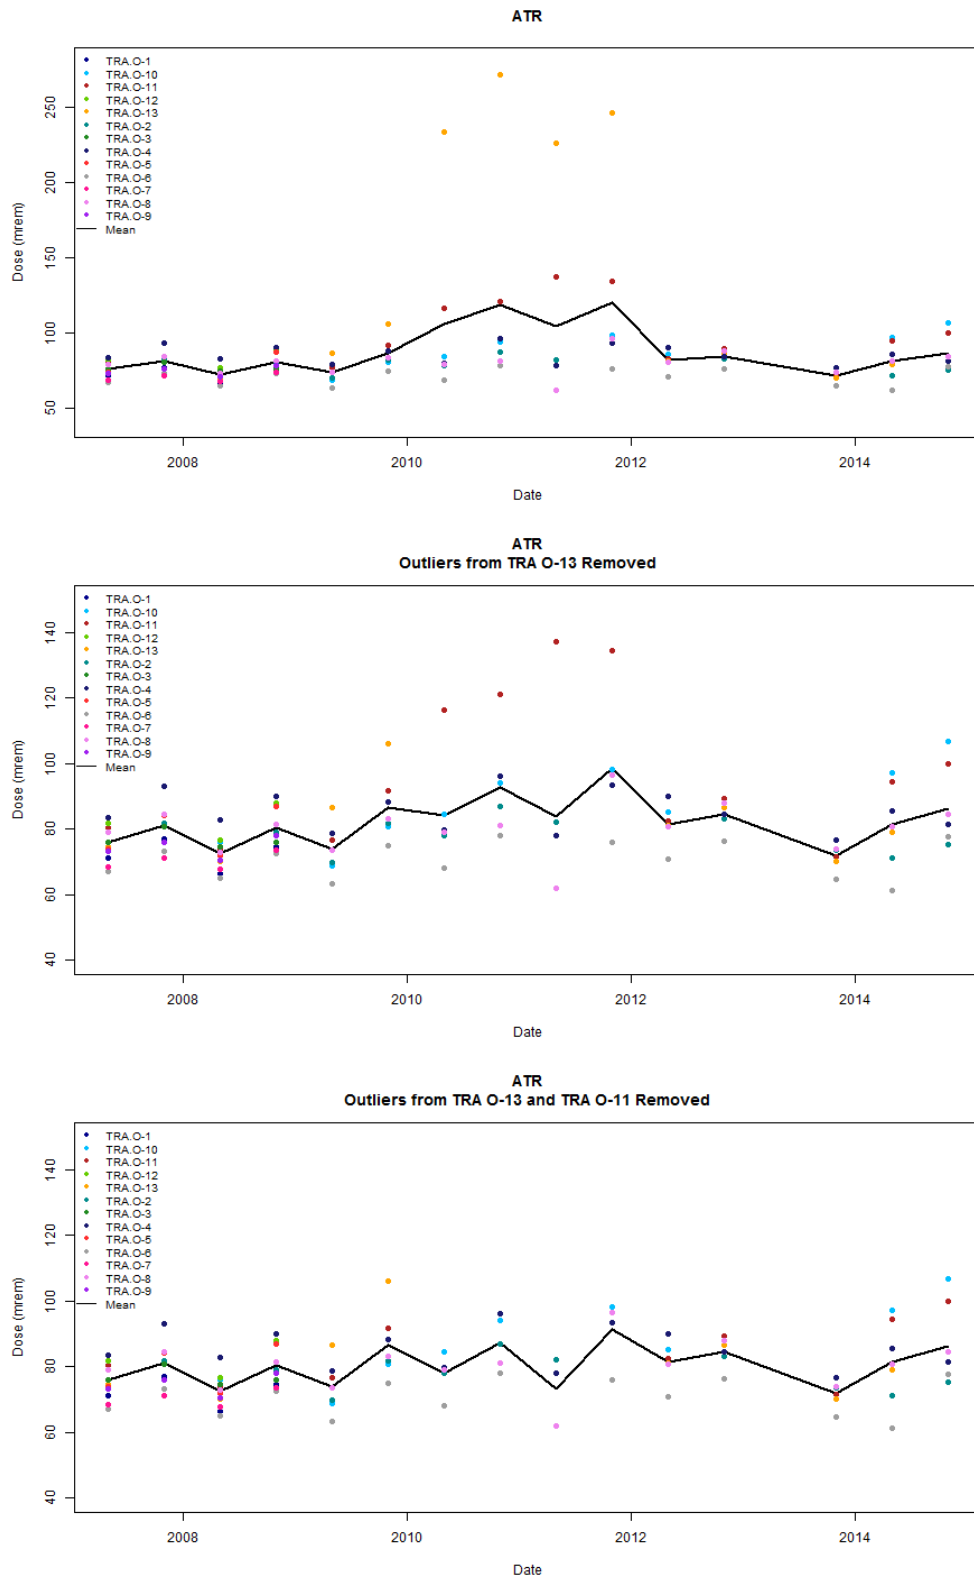 ATR
TRA.O-1
TRA.O-10
TRA.O-11
TRA.O-12
TRA.O-13
TRA.O-2
TRA.O-3
TRA.O-4
TRA.O-5
TRA.O-6
TRA.O-7
TRA.O-8
TRA.O-9
Mean
Dose (mrem)
250
200
150
100
50
2008 2010 2012 2014
Date
ATR
Outliers from TRA O-13 Removed
TRA.O-1
TRA.O-10
TRA.O-11
TRA.O-12
TRA.O-13
TRA.O-2
TRA.O-3
TRA.O-4
TRA.O-5
TRA.O-6
TRA.O-7
TRA.O-8
TRA.O-9
Mean
Dose (mrem)
140
120
100
80
60
40
2008 2010 2012 2014
Date
ATR
Outliers from TRA O-13 and TRA O-11 Removed
TRA.O-1
TRA.O-10
TRA.O-11
TRA.O-12
TRA.O-13
TRA.O-2
TRA.O-3
TRA.O-4
TRA.O-5
TRA.O-6
TRA.O-7
TRA.O-8
TRA.O-9
Mean
Dose (mrem)
140
120
100
80
60
40
2008 2010 2012 2014
Date